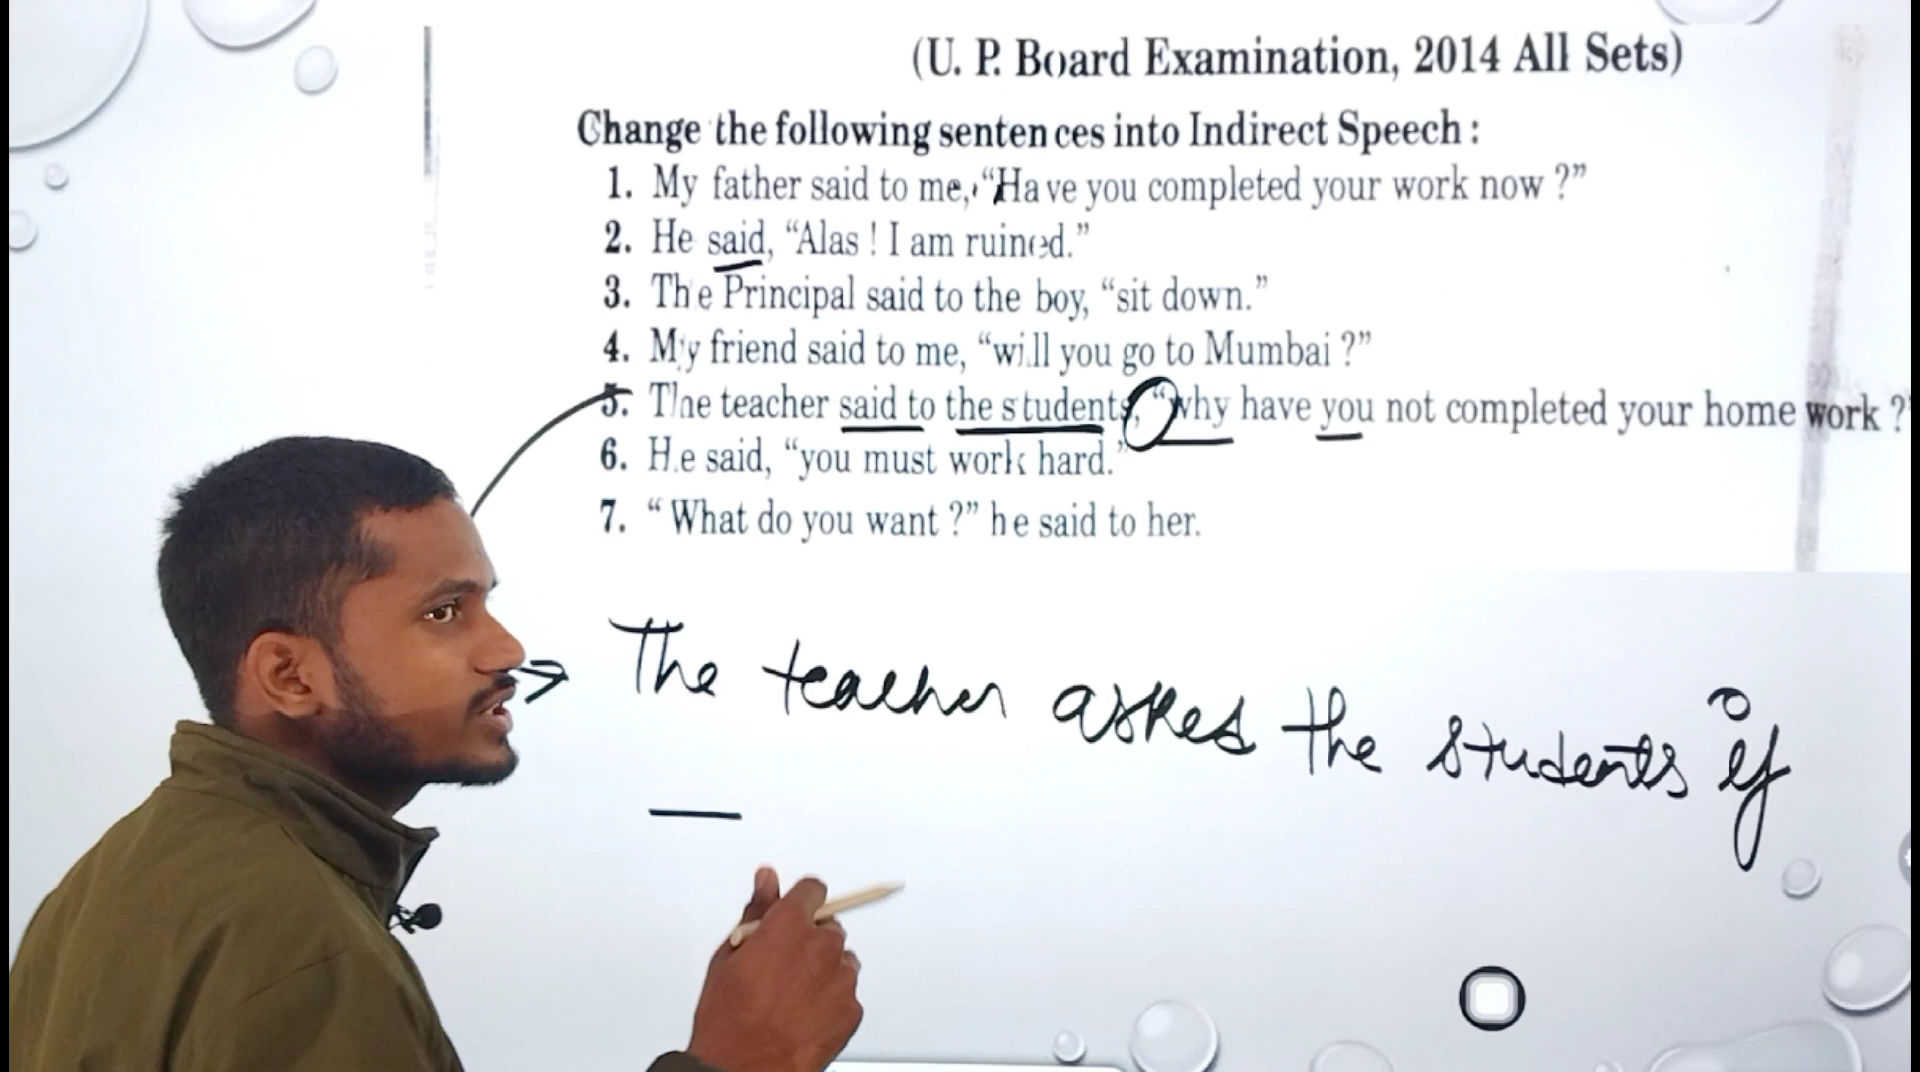 (U. P. Board Examination, 2014 All Sets)
Change the following sentences into Indirect Speech :
1. My father said to me, “Have you completed your work now ?”
2. He said, “Alas ! I am ruined.”
3. The Principal said to the boy, “sit down.”
4. My friend said to me, “will you go to Mumbai ?”
5. The teacher said to the students, “why have you not completed your home work ?”
6. He said, “you must work hard.”
7. “ What do you want ?” he said to her.
The teacher asked the students if